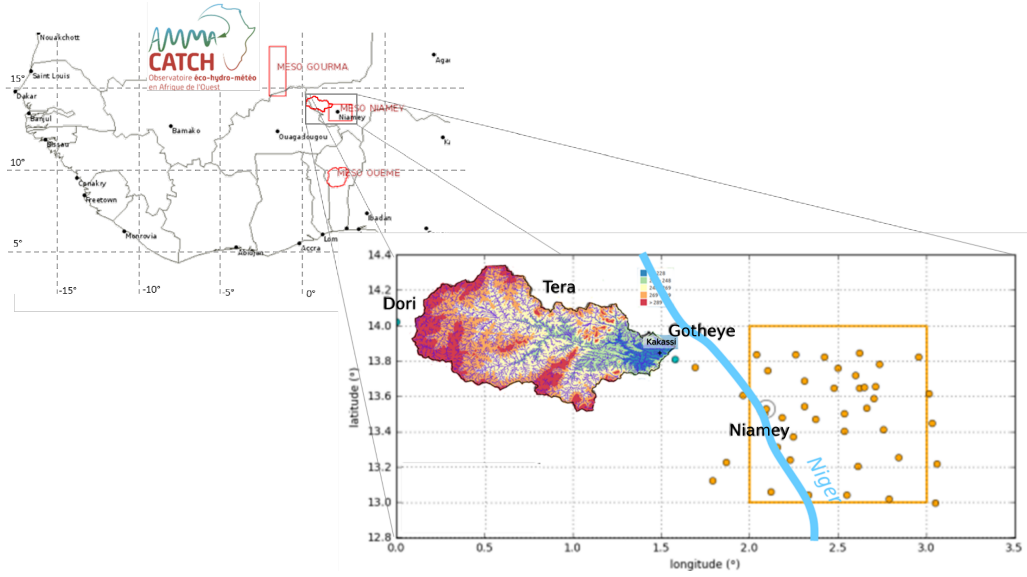 Nouakchott
AMMA
CATCH
Observatoire éco-hydro-météo
en Afrique de l'Ouest
MESO GOURMA
Saint Louis
15°
Dakar
MESO NIAMEY
Banjul
Niamey
Bamako
Ouagadougou
Bissau
10°
MESO OUEME
Canakry
Freetown
Ibadan
Monrovia
Lom
5°
Abidjan
Accra
-15°
-10°
-5°
0°
14.4
14.2
14.0
13.8
13.6
13.4
13.2
13.0
12.8
latitude (°)
Dori
Tera
Gotheye
Kakassi
Niamey
Niger
0.0
0.5
1.0
1.5
2.0
2.5
3.0
3.5
longitude (°)